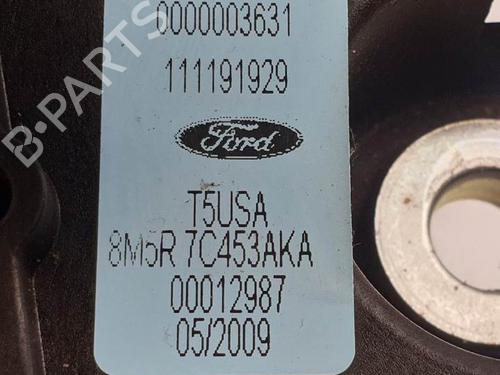 0000003631
111191929
Ford
T5USA
8M5R 7C453AKA
00012987
05/2009
B-PARTS